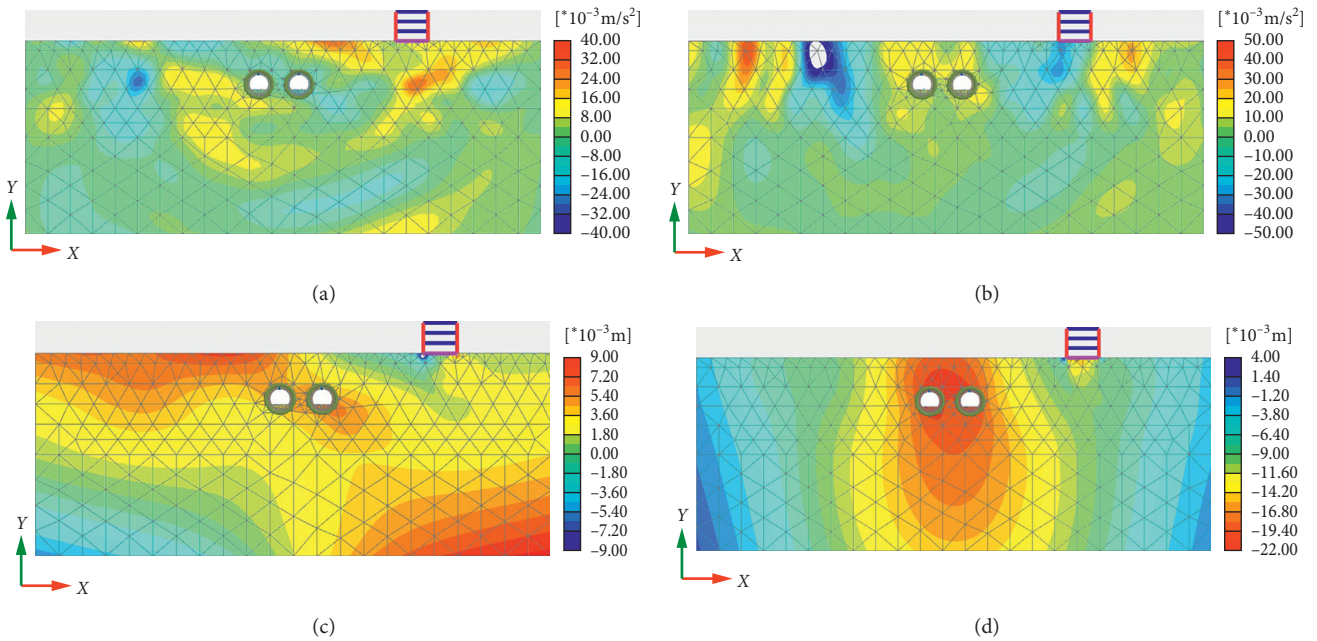 [*10⁻³ m/s²]
40.00
32.00
24.00
16.00
8.00
0.00
–8.00
–16.00
–24.00
–32.00
–40.00
Y
X
(a)
[*10⁻³ m/s²]
50.00
40.00
30.00
20.00
10.00
0.00
–10.00
–20.00
–30.00
–40.00
–50.00
Y
X
(b)
[*10⁻³ m]
9.00
7.20
5.40
3.60
1.80
0.00
–1.80
–3.60
–5.40
–7.20
–9.00
Y
X
(c)
[*10⁻³ m]
4.00
1.40
–1.20
–3.80
–6.40
–9.00
–11.60
–14.20
–16.80
–19.40
–22.00
Y
X
(d)